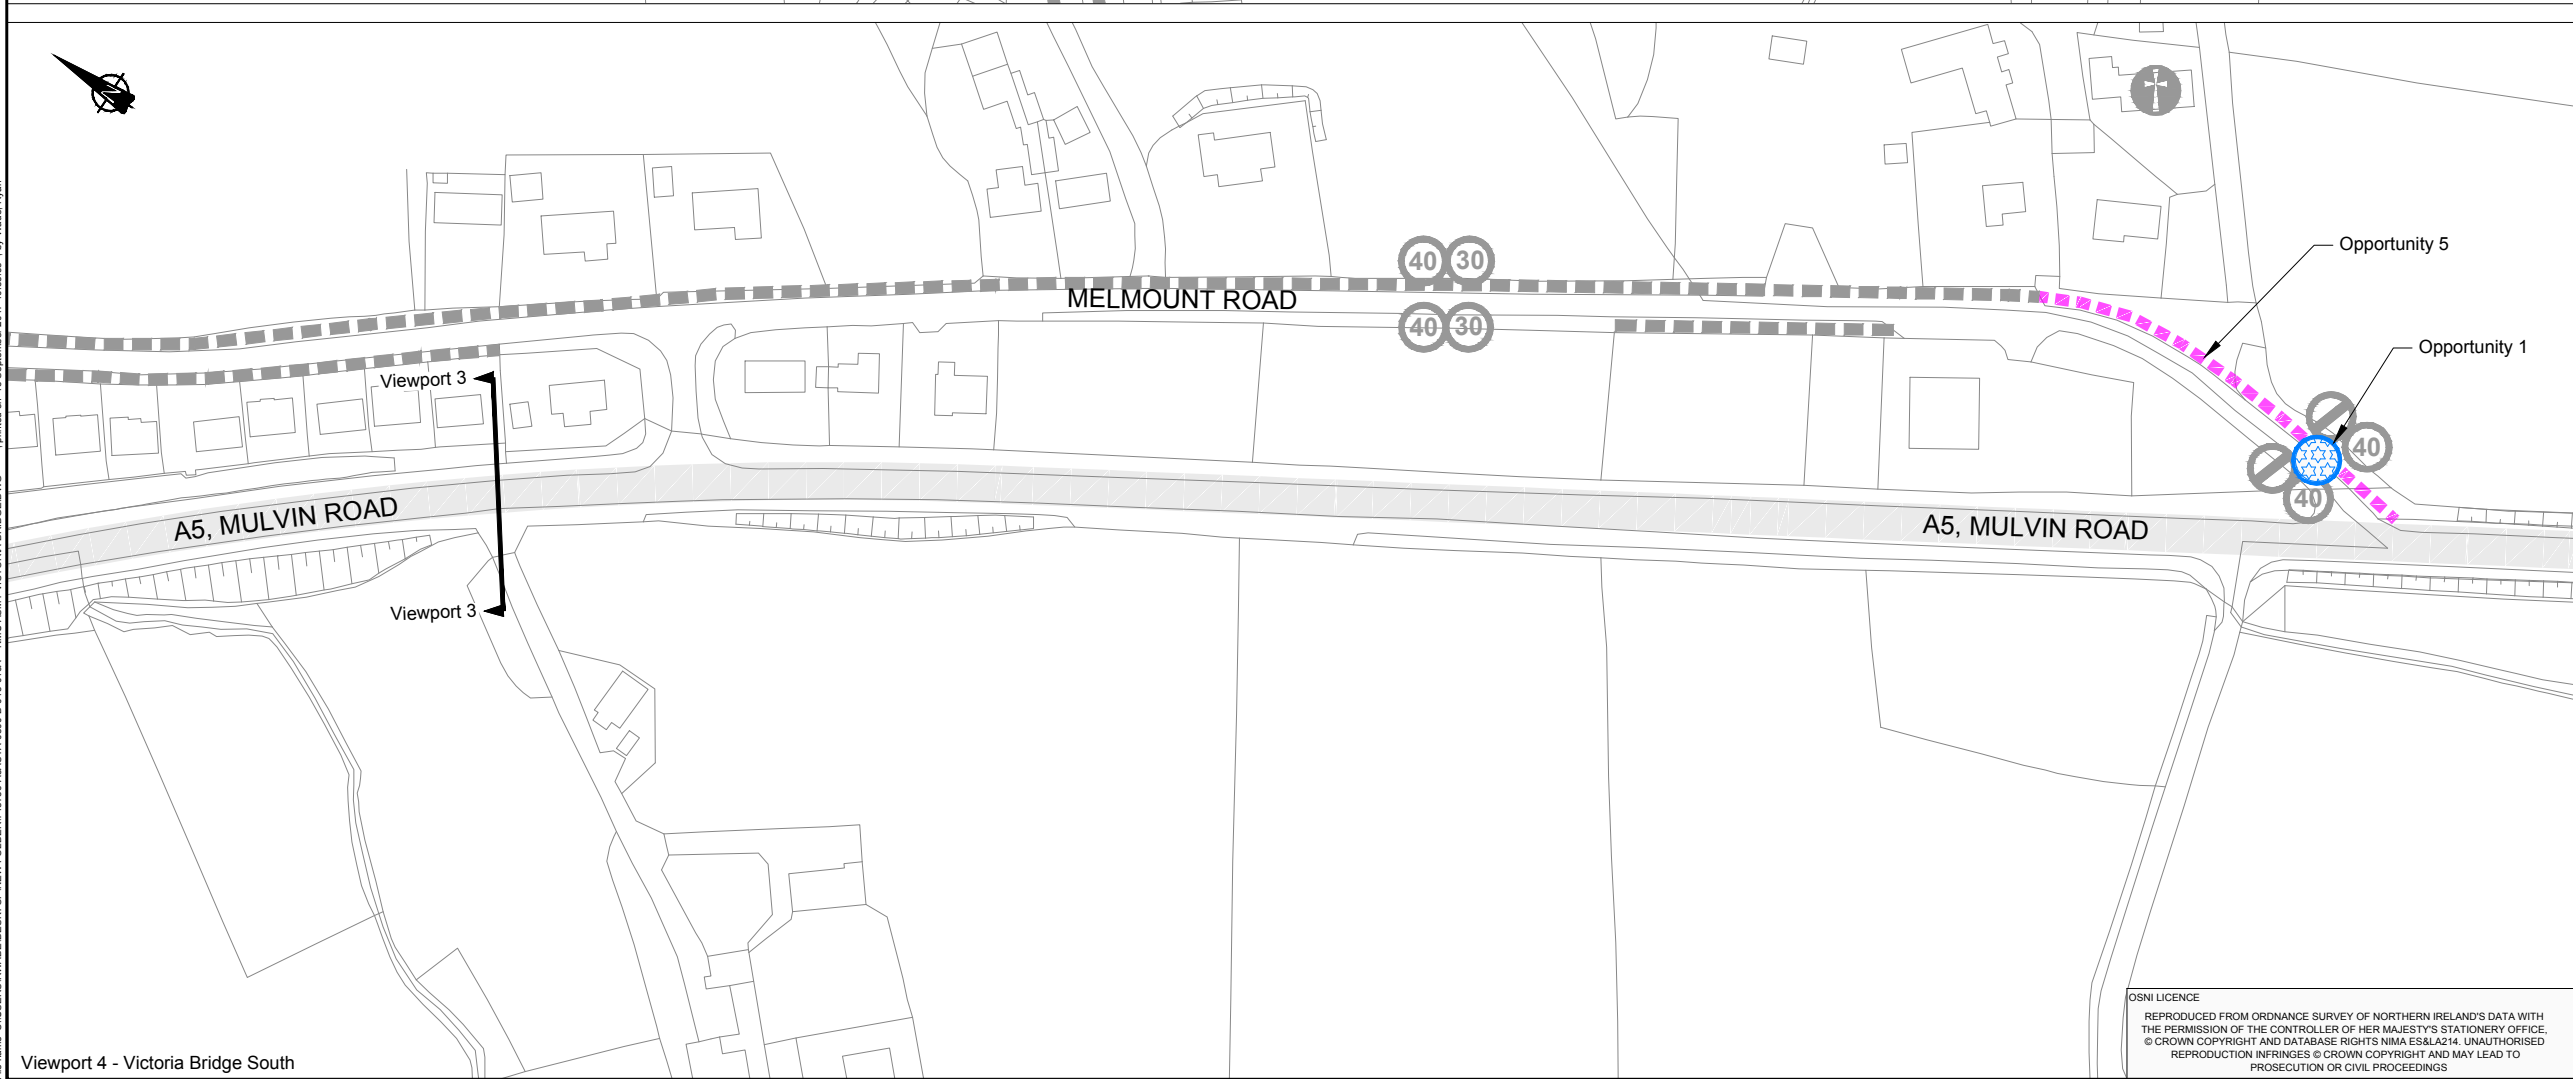 Opportunity 5
40 30
MELMOUNT ROAD
40 30
Opportunity 1
Viewport 3
40
40
A5, MULVIN ROAD
A5, MULVIN ROAD
Viewport 3
OSNI LICENCE
REPRODUCED FROM ORDNANCE SURVEY OF NORTHERN IRELAND'S DATA WITH
THE PERMISSION OF THE CONTROLLER OF HER MAJESTY'S STATIONERY OFFICE,
© CROWN COPYRIGHT AND DATABASE RIGHTS NIMA ES&LA214. UNAUTHORISED
REPRODUCTION INFRINGES © CROWN COPYRIGHT AND MAY LEAD TO
PROSECUTION OR CIVIL PROCEEDINGS
Viewport 4 - Victoria Bridge South